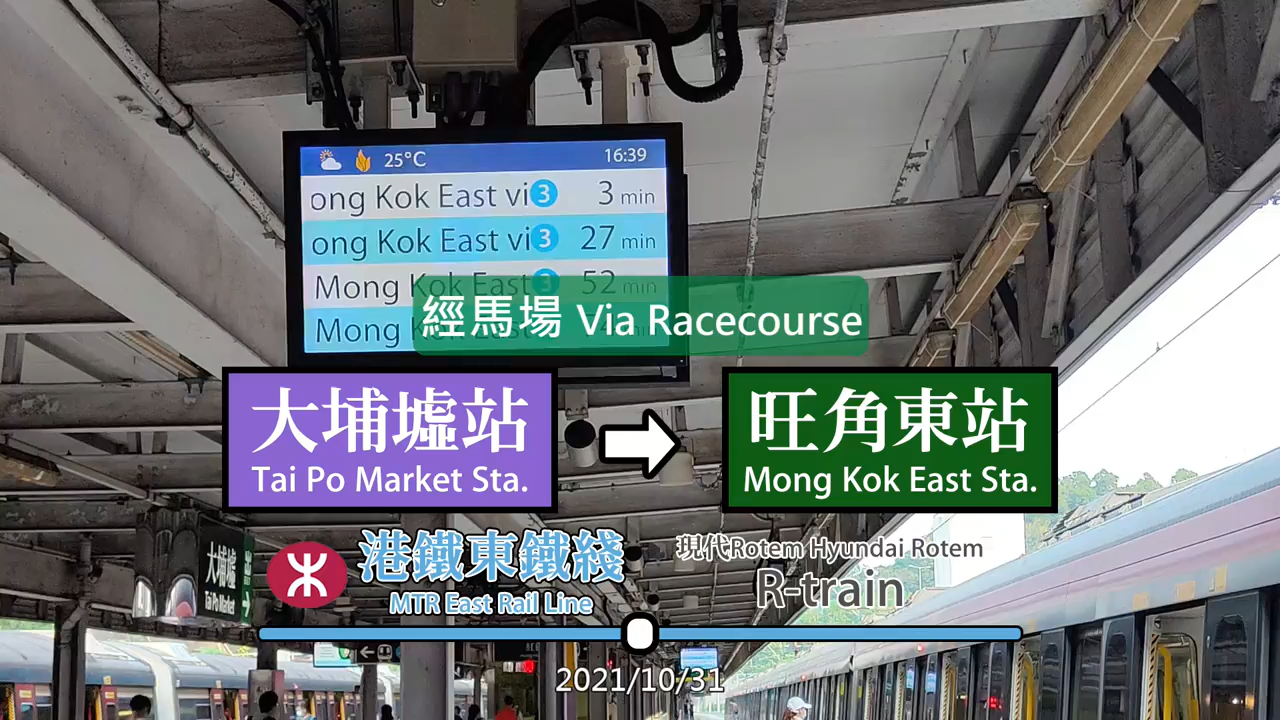 25°C 16:39
ong Kok East vi 3 3 min
ong Kok East vi 3 27 min
Mong Kok East 3 52 min
Mong Kok East
經馬場 Via Racecourse
大埔墟站
Tai Po Market Sta.
旺角東站
Mong Kok East Sta.
大埔墟
Tai Po Market
港鐵東鐵綫
MTR East Rail Line
現代Rotem Hyundai Rotem
R-train
2021/10/31